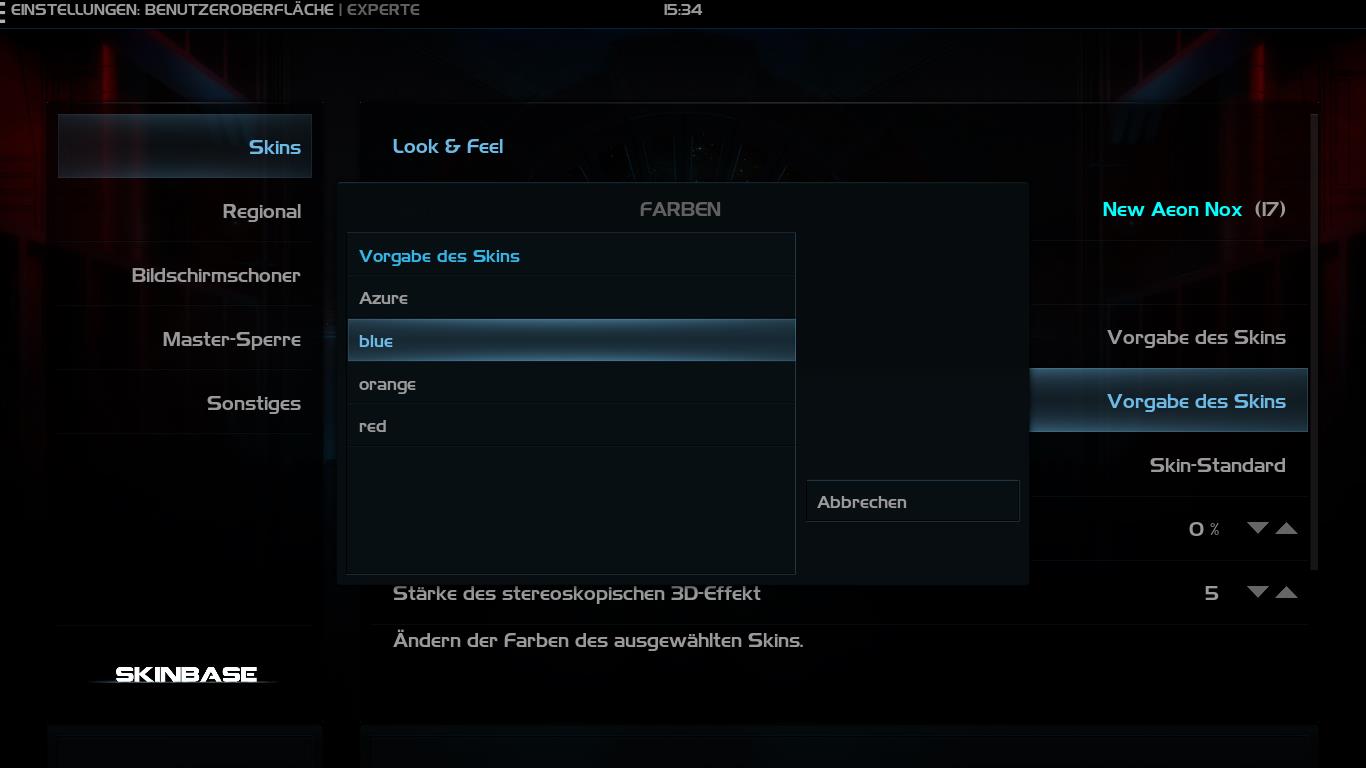 EINSTELLUNGEN: BENUTZEROBERFLÄCHE | EXPERTE
15:34
Skins
Regional
Bildschirmschoner
Master-Sperre
Sonstiges
SKINBASE
Look & Feel
New Aeon Nox (17)
FARBEN
Vorgabe des Skins
Azure
blue
orange
red
Abbrechen
Vorgabe des Skins
Vorgabe des Skins
Skin-Standard
0 %
Stärke des stereoskopischen 3D-Effekt 5
Ändern der Farben des ausgewählten Skins.